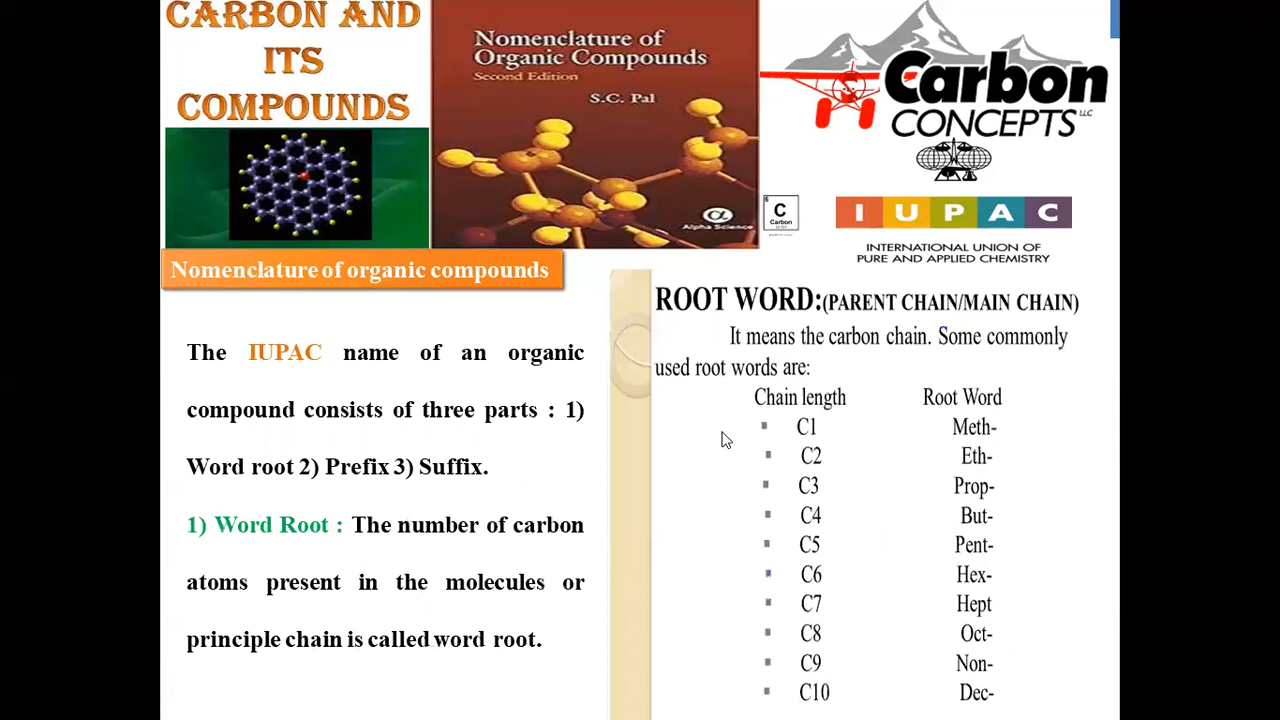 CARBON AND
ITS
COMPOUNDS
Nomenclature of
Organic Compounds
Second Edition
S.C. Pal
α
Alpha Science
Carbon
CONCEPTS LLC
6
C
Carbon
IUPAC
INTERNATIONAL UNION OF
PURE AND APPLIED CHEMISTRY
Nomenclature of organic compounds
The IUPAC name of an organic
compound consists of three parts : 1)
Word root 2) Prefix 3) Suffix.
1) Word Root : The number of carbon
atoms present in the molecules or
principle chain is called word root.
ROOT WORD:(PARENT CHAIN/MAIN CHAIN)
It means the carbon chain. Some commonly
used root words are:
Chain length Root Word
▪ C1 Meth-
▪ C2 Eth-
▪ C3 Prop-
▪ C4 But-
▪ C5 Pent-
▪ C6 Hex-
▪ C7 Hept
▪ C8 Oct-
▪ C9 Non-
▪ C10 Dec-